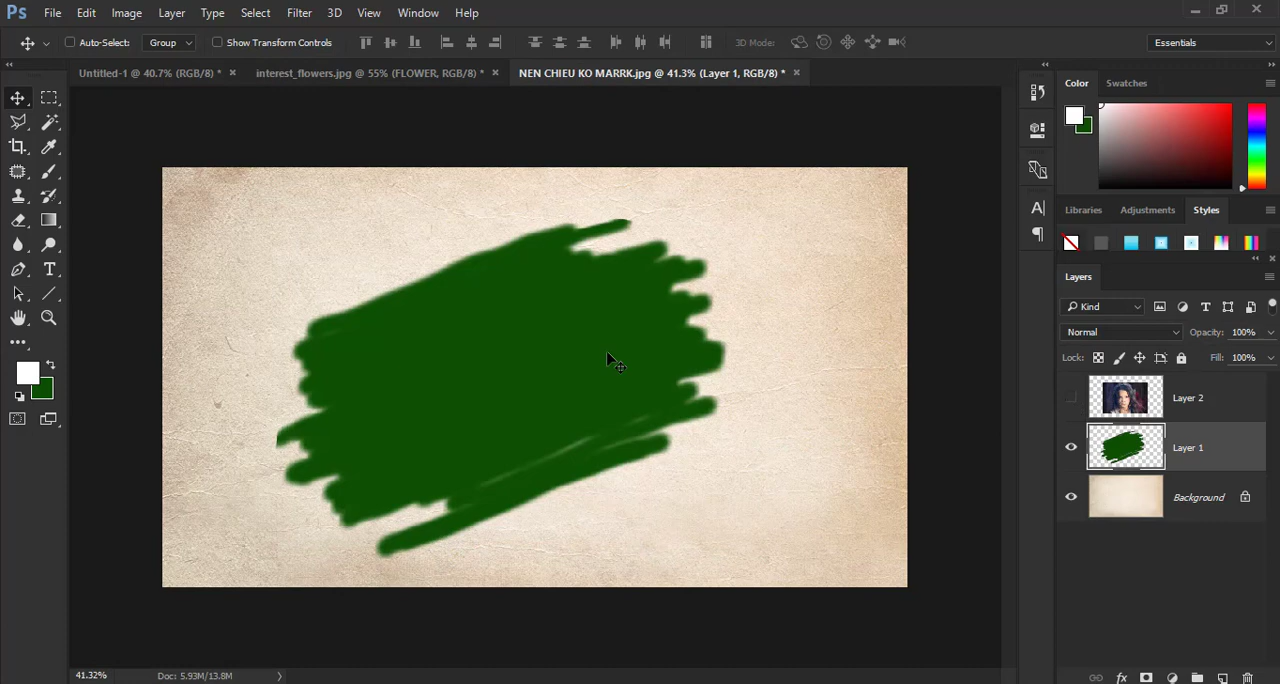 Ps File Edit Image Layer Type Select Filter 3D View Window Help
Auto-Select: Group Show Transform Controls 3D Mode: Essentials
Untitled-1 @ 40.7% (RGB/8) * × interest_flowers.jpg @ 55% (FLOWER, RGB/8) * × NEN CHIEU KO MARRK.jpg @ 41.3% (Layer 1, RGB/8) * ×
Color Swatches
Libraries Adjustments Styles
Layers
Kind
Normal Opacity: 100%
Lock: Fill: 100%
Layer 2
Layer 1
Background
41.32% Doc: 5.93M/13.8M